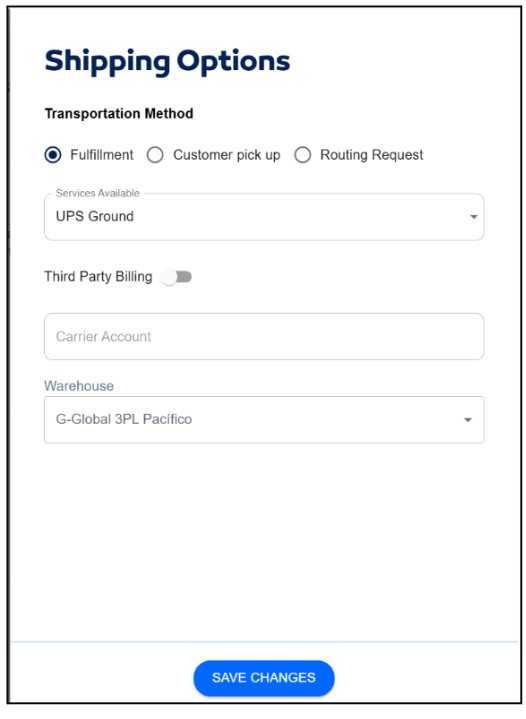 Shipping Options
Transportation Method
Fulfillment Customer pick up Routing Request
Services Available
UPS Ground
Third Party Billing
Carrier Account
Warehouse
G-Global 3PL Pacífico
SAVE CHANGES